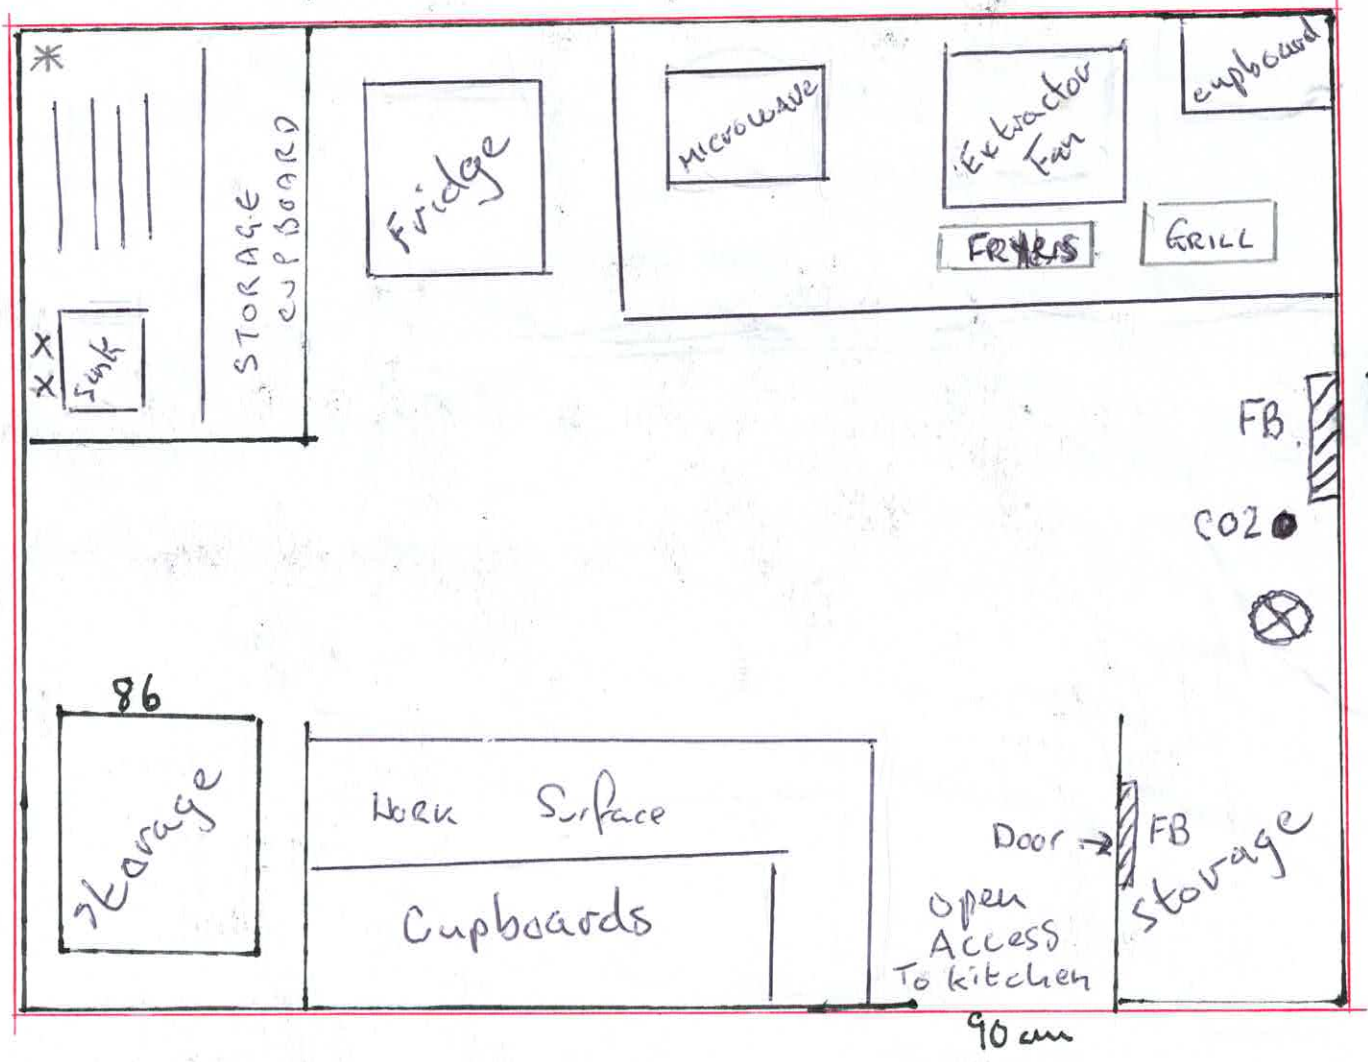 STORAGE
CUPBOARD
Fridge
MICROWAVE
Extractor
Fan
cupboard
FRYERS
GRILL
X
X
Sink
FB
CO2
86
Storage
Work Surface
Cupboards
Door → FB
Storage
open
Access
To kitchen
90 cm